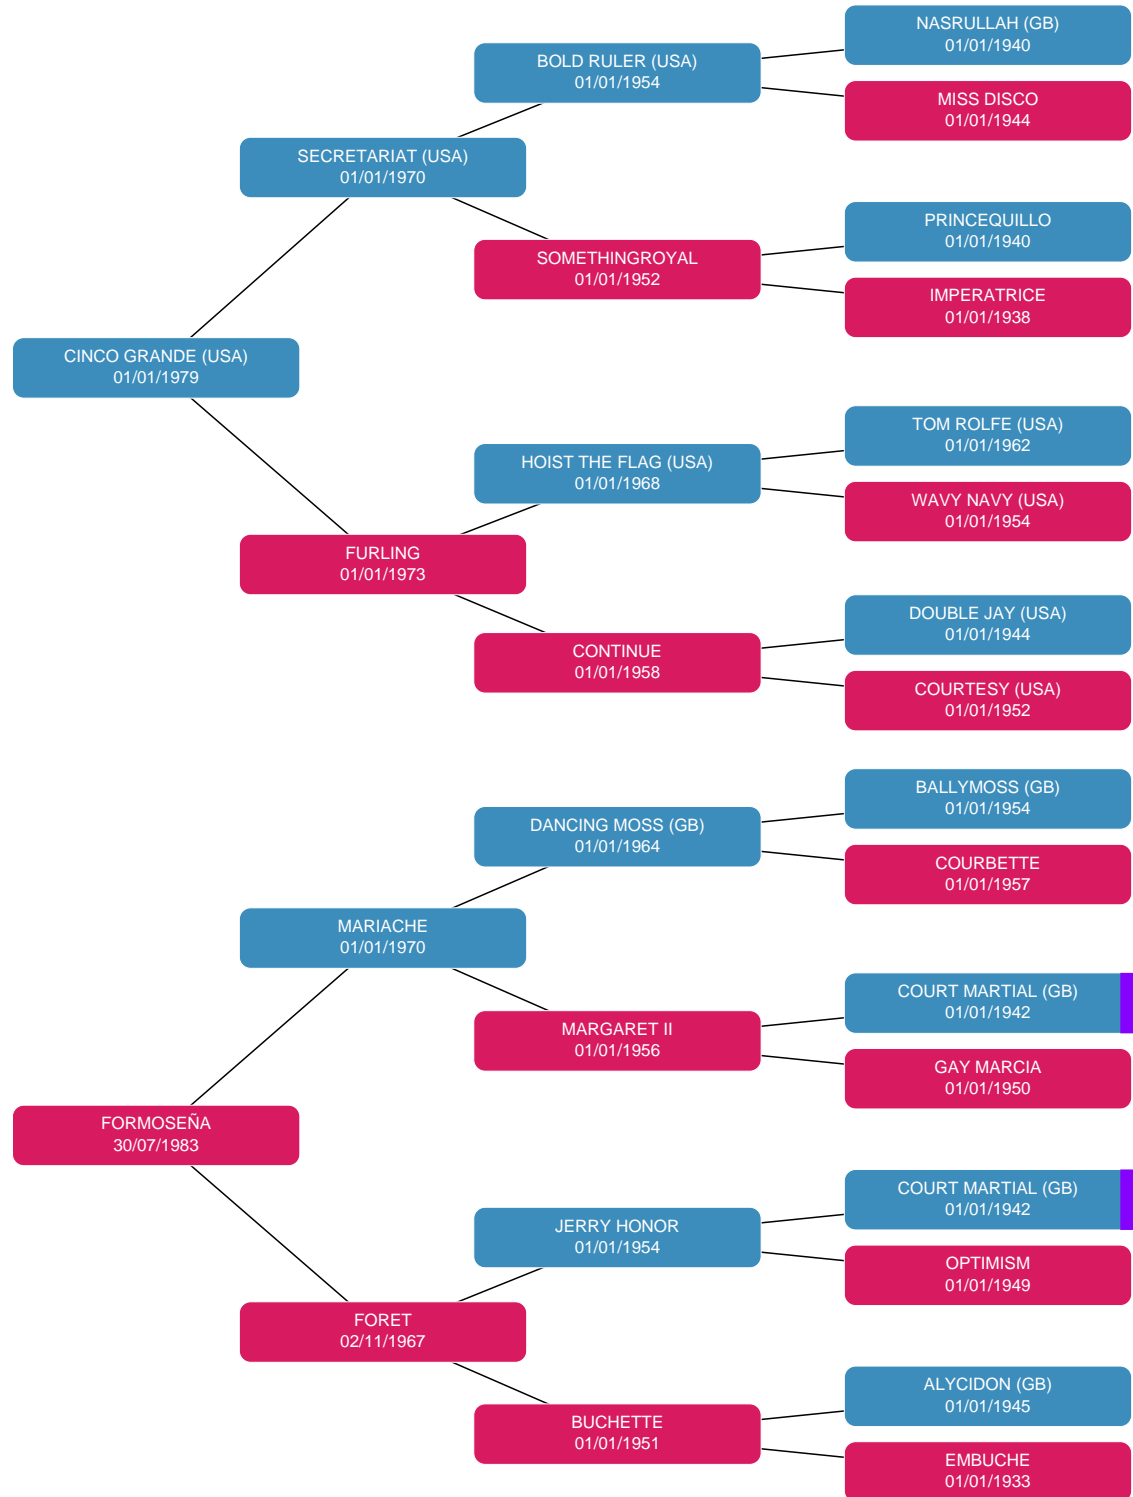 NASRULLAH (GB)
01/01/1940
BOLD RULER (USA)
01/01/1954
MISS DISCO
01/01/1944
SECRETARIAT (USA)
01/01/1970
PRINCEQUILLO
01/01/1940
SOMETHINGROYAL
01/01/1952
IMPERATRICE
01/01/1938
CINCO GRANDE (USA)
01/01/1979
TOM ROLFE (USA)
01/01/1962
HOIST THE FLAG (USA)
01/01/1968
WAVY NAVY (USA)
01/01/1954
FURLING
01/01/1973
DOUBLE JAY (USA)
01/01/1944
CONTINUE
01/01/1958
COURTESY (USA)
01/01/1952
BALLYMOSS (GB)
01/01/1954
DANCING MOSS (GB)
01/01/1964
COURBETTE
01/01/1957
MARIACHE
01/01/1970
COURT MARTIAL (GB)
01/01/1942
MARGARET II
01/01/1956
GAY MARCIA
01/01/1950
FORMOSEÑA
30/07/1983
COURT MARTIAL (GB)
01/01/1942
JERRY HONOR
01/01/1954
OPTIMISM
01/01/1949
FORET
02/11/1967
ALYCIDON (GB)
01/01/1945
BUCHETTE
01/01/1951
EMBUCHE
01/01/1933